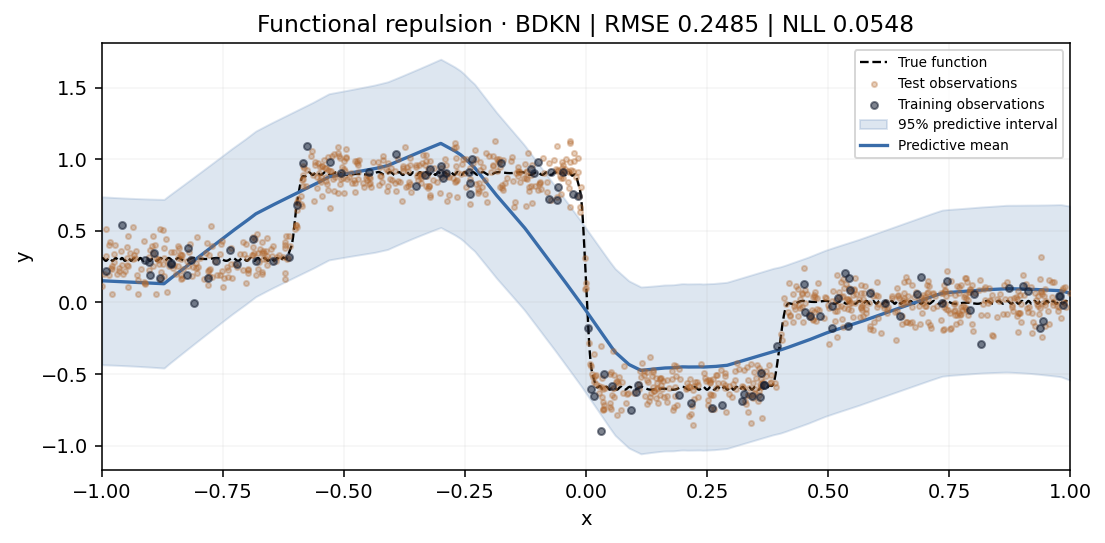 Functional repulsion · BDKN | RMSE 0.2485 | NLL 0.0548
True function
Test observations
Training observations
95% predictive interval
Predictive mean
y
1.5
1.0
0.5
0.0
−0.5
−1.0
−1.00 −0.75 −0.50 −0.25 0.00 0.25 0.50 0.75 1.00
x